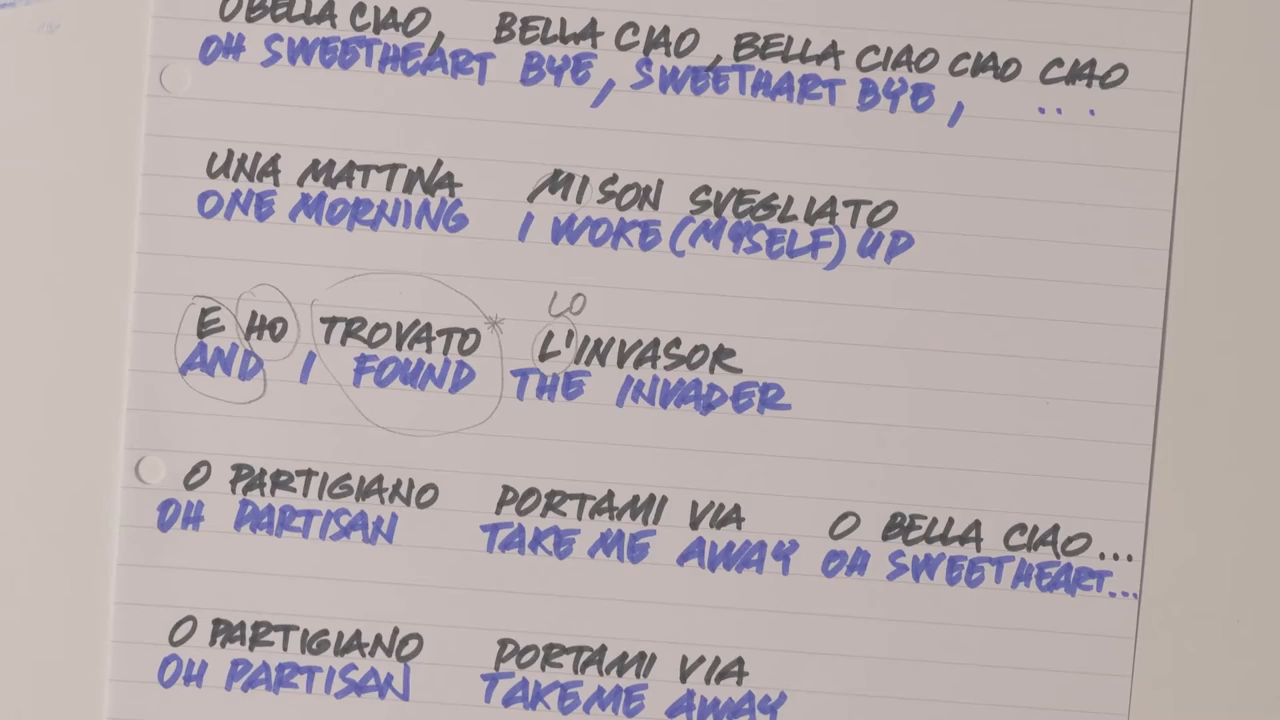 O BELLA CIAO, BELLA CIAO, BELLA CIAO CIAO CIAO
OH SWEETHEART BYE, SWEETHART BYE, ...
UNA MATTINA MI SON SVEGLIATO
ONE MORNING I WOKE (MYSELF) UP
LO
E HO TROVATO* L'INVASOR
AND I FOUND THE INVADER
O PARTIGIANO PORTAMI VIA O BELLA CIAO...
OH PARTISAN TAKE ME AWAY OH SWEETHEART...
O PARTIGIANO PORTAMI VIA
OH PARTISAN TAKE ME AWAY